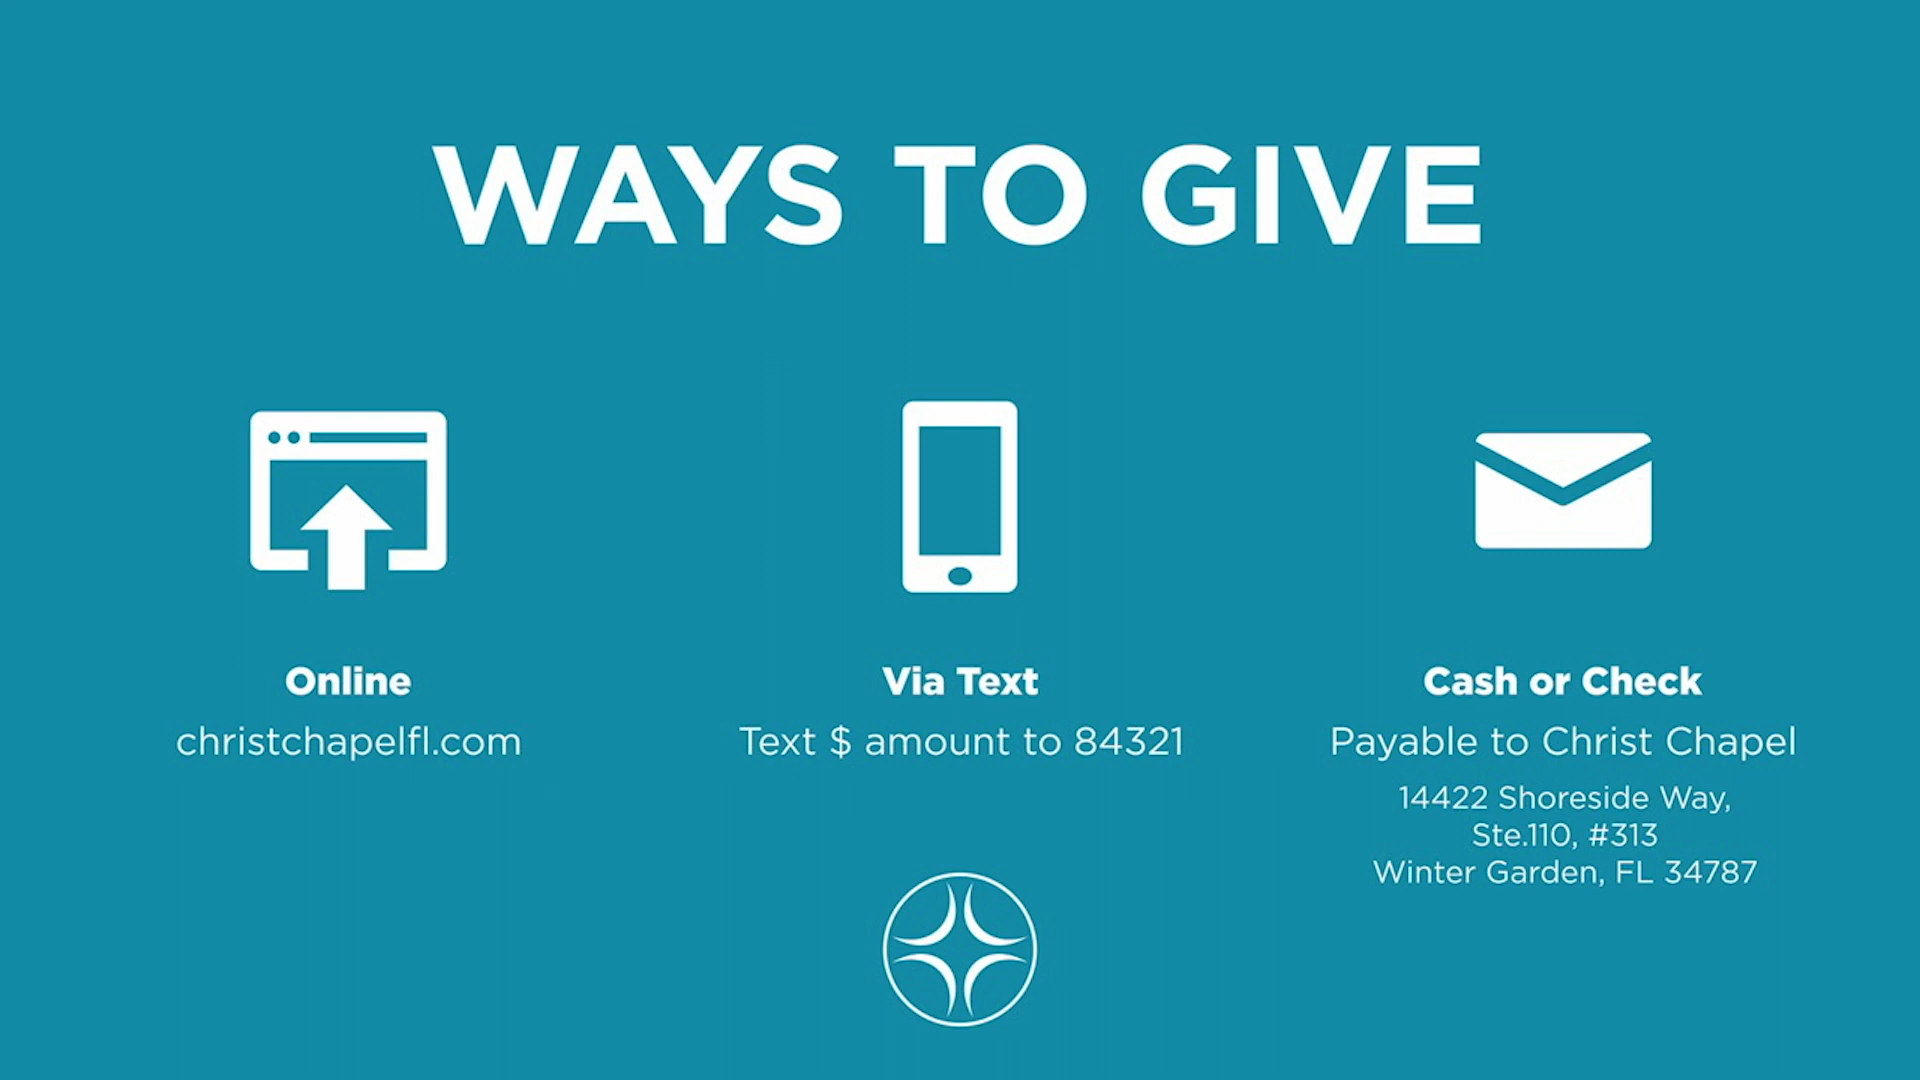 WAYS TO GIVE
Online
christchapelfl.com
Via Text
Text $ amount to 84321
Cash or Check
Payable to Christ Chapel
14422 Shoreside Way,
Ste.110, #313
Winter Garden, FL 34787